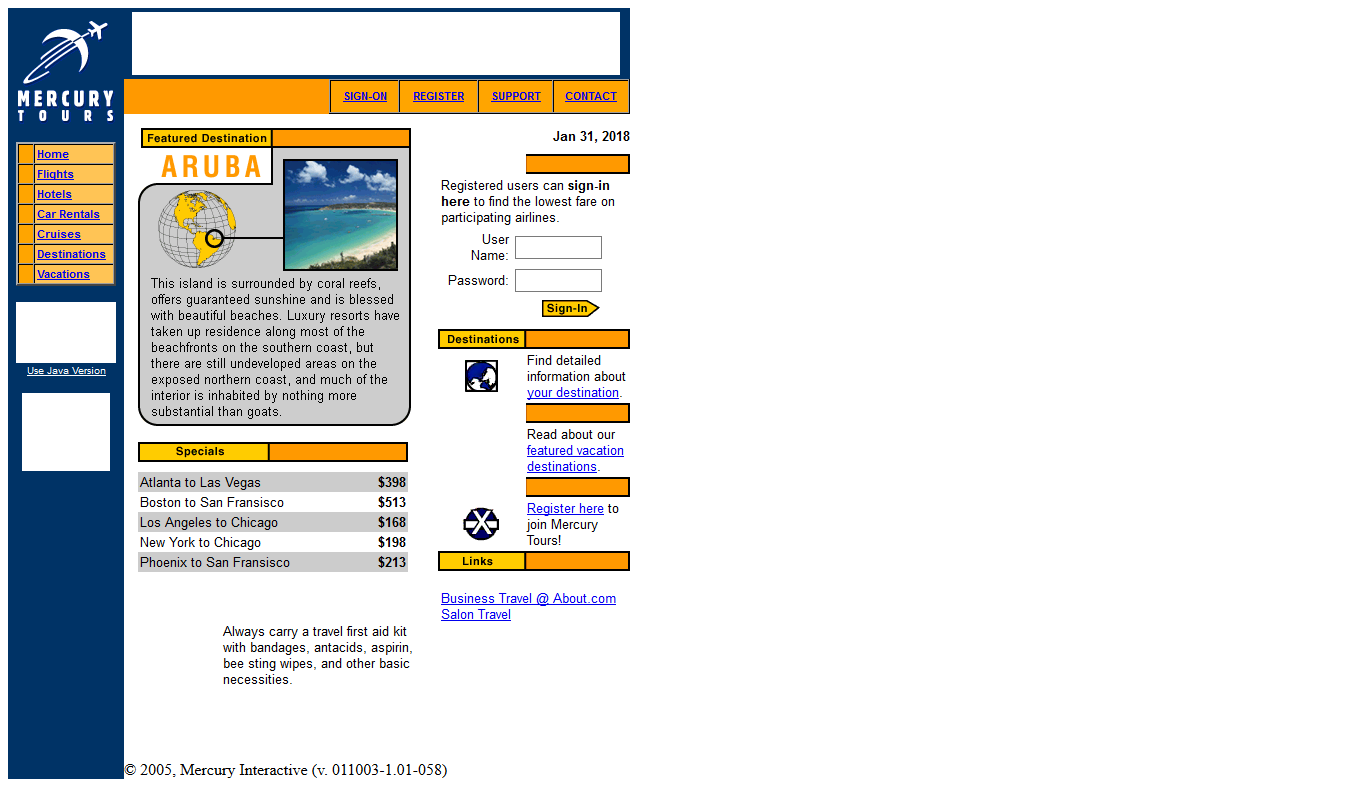 MERCURY
TOURS
SIGN-ON
REGISTER
SUPPORT
CONTACT
Home
Flights
Hotels
Car Rentals
Cruises
Destinations
Vacations
Use Java Version
Featured Destination
ARUBA
This island is surrounded by coral reefs,
offers guaranteed sunshine and is blessed
with beautiful beaches. Luxury resorts have
taken up residence along most of the
beachfronts on the southern coast, but
there are still undeveloped areas on the
exposed northern coast, and much of the
interior is inhabited by nothing more
substantial than goats.
Specials
Atlanta to Las Vegas $398
Boston to San Fransisco $513
Los Angeles to Chicago $168
New York to Chicago $198
Phoenix to San Fransisco $213
Always carry a travel first aid kit
with bandages, antacids, aspirin,
bee sting wipes, and other basic
necessities.
Jan 31, 2018
Registered users can sign-in
here to find the lowest fare on
participating airlines.
User
Name:
Password:
Sign-In
Destinations
Find detailed
information about
your destination.
Read about our
featured vacation
destinations.
Register here to
join Mercury
Tours!
Links
Business Travel @ About.com
Salon Travel
© 2005, Mercury Interactive (v. 011003-1.01-058)